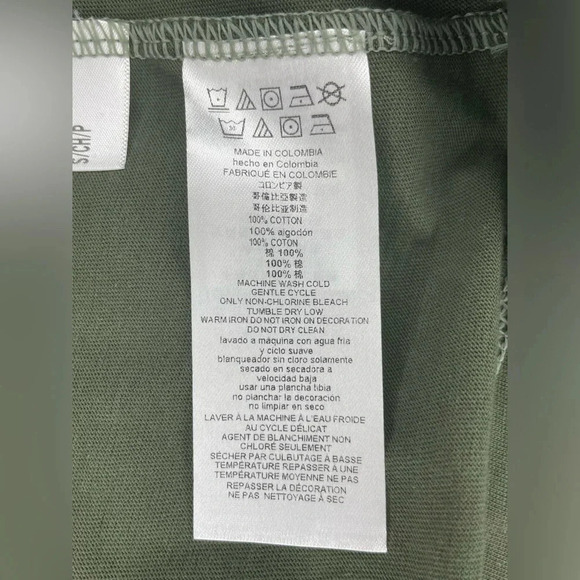 S/CH/P
30
MADE IN COLOMBIA
hecho en Colombia
FABRIQUÉ EN COLOMBIE
コロンビア製
哥倫比亞製造
哥伦比亚制造
100% COTTON
100% algodón
100% COTON
棉 100%
100% 棉
100% 棉
MACHINE WASH COLD
GENTLE CYCLE
ONLY NON-CHLORINE BLEACH
TUMBLE DRY LOW
WARM IRON DO NOT IRON ON DECORATION
DO NOT DRY CLEAN
lavado a máquina con agua fria
y ciclo suave
blanqueador sin cloro solamente
secado en secadora a
velocidad baja
usar una plancha tibia
no planchar la decoración
no limpiar en seco
LAVER À LA MACHINE À L'EAU FROIDE
AU CYCLE DÉLICAT
AGENT DE BLANCHIMENT NON
CHLORÉ SEULEMENT
SÉCHER PAR CULBUTAGE A BASSE
TEMPÉRATURE REPASSER À UNE
TEMPÉRATURE MOYENNE NE PAS
REPASSER LA DÉCORATION
NE PAS NETTOYAGE À SEC